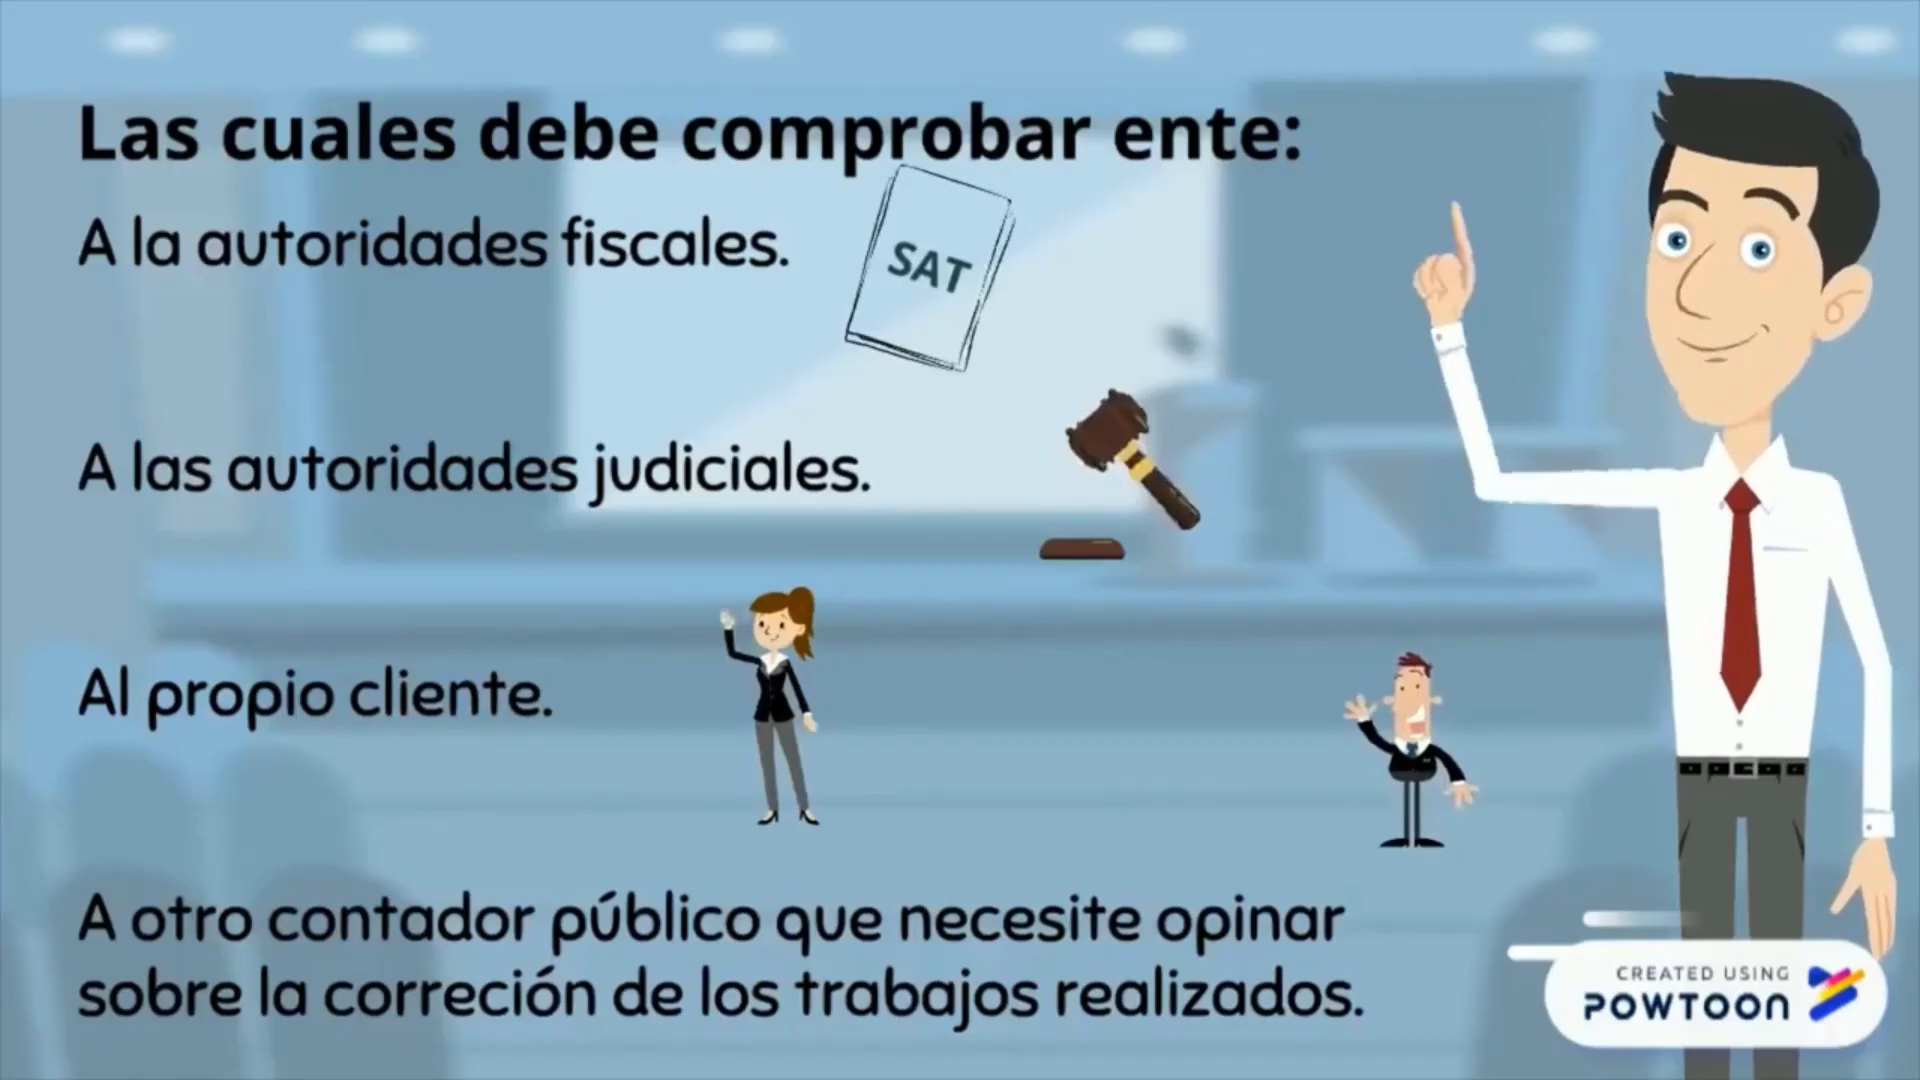 Las cuales debe comprobar ente:
A la autoridades fiscales.
SAT
A las autoridades judiciales.
Al propio cliente.
A otro contador público que necesite opinar
sobre la correción de los trabajos realizados.
CREATED USING
POWTOON